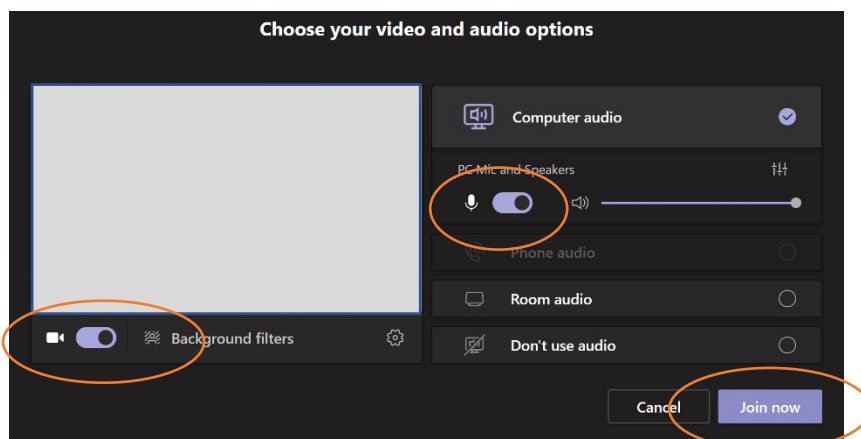 Choose your video and audio options
Computer audio
PC Mic and Speakers
Phone audio
Room audio
Background filters
Don't use audio
Cancel
Join now